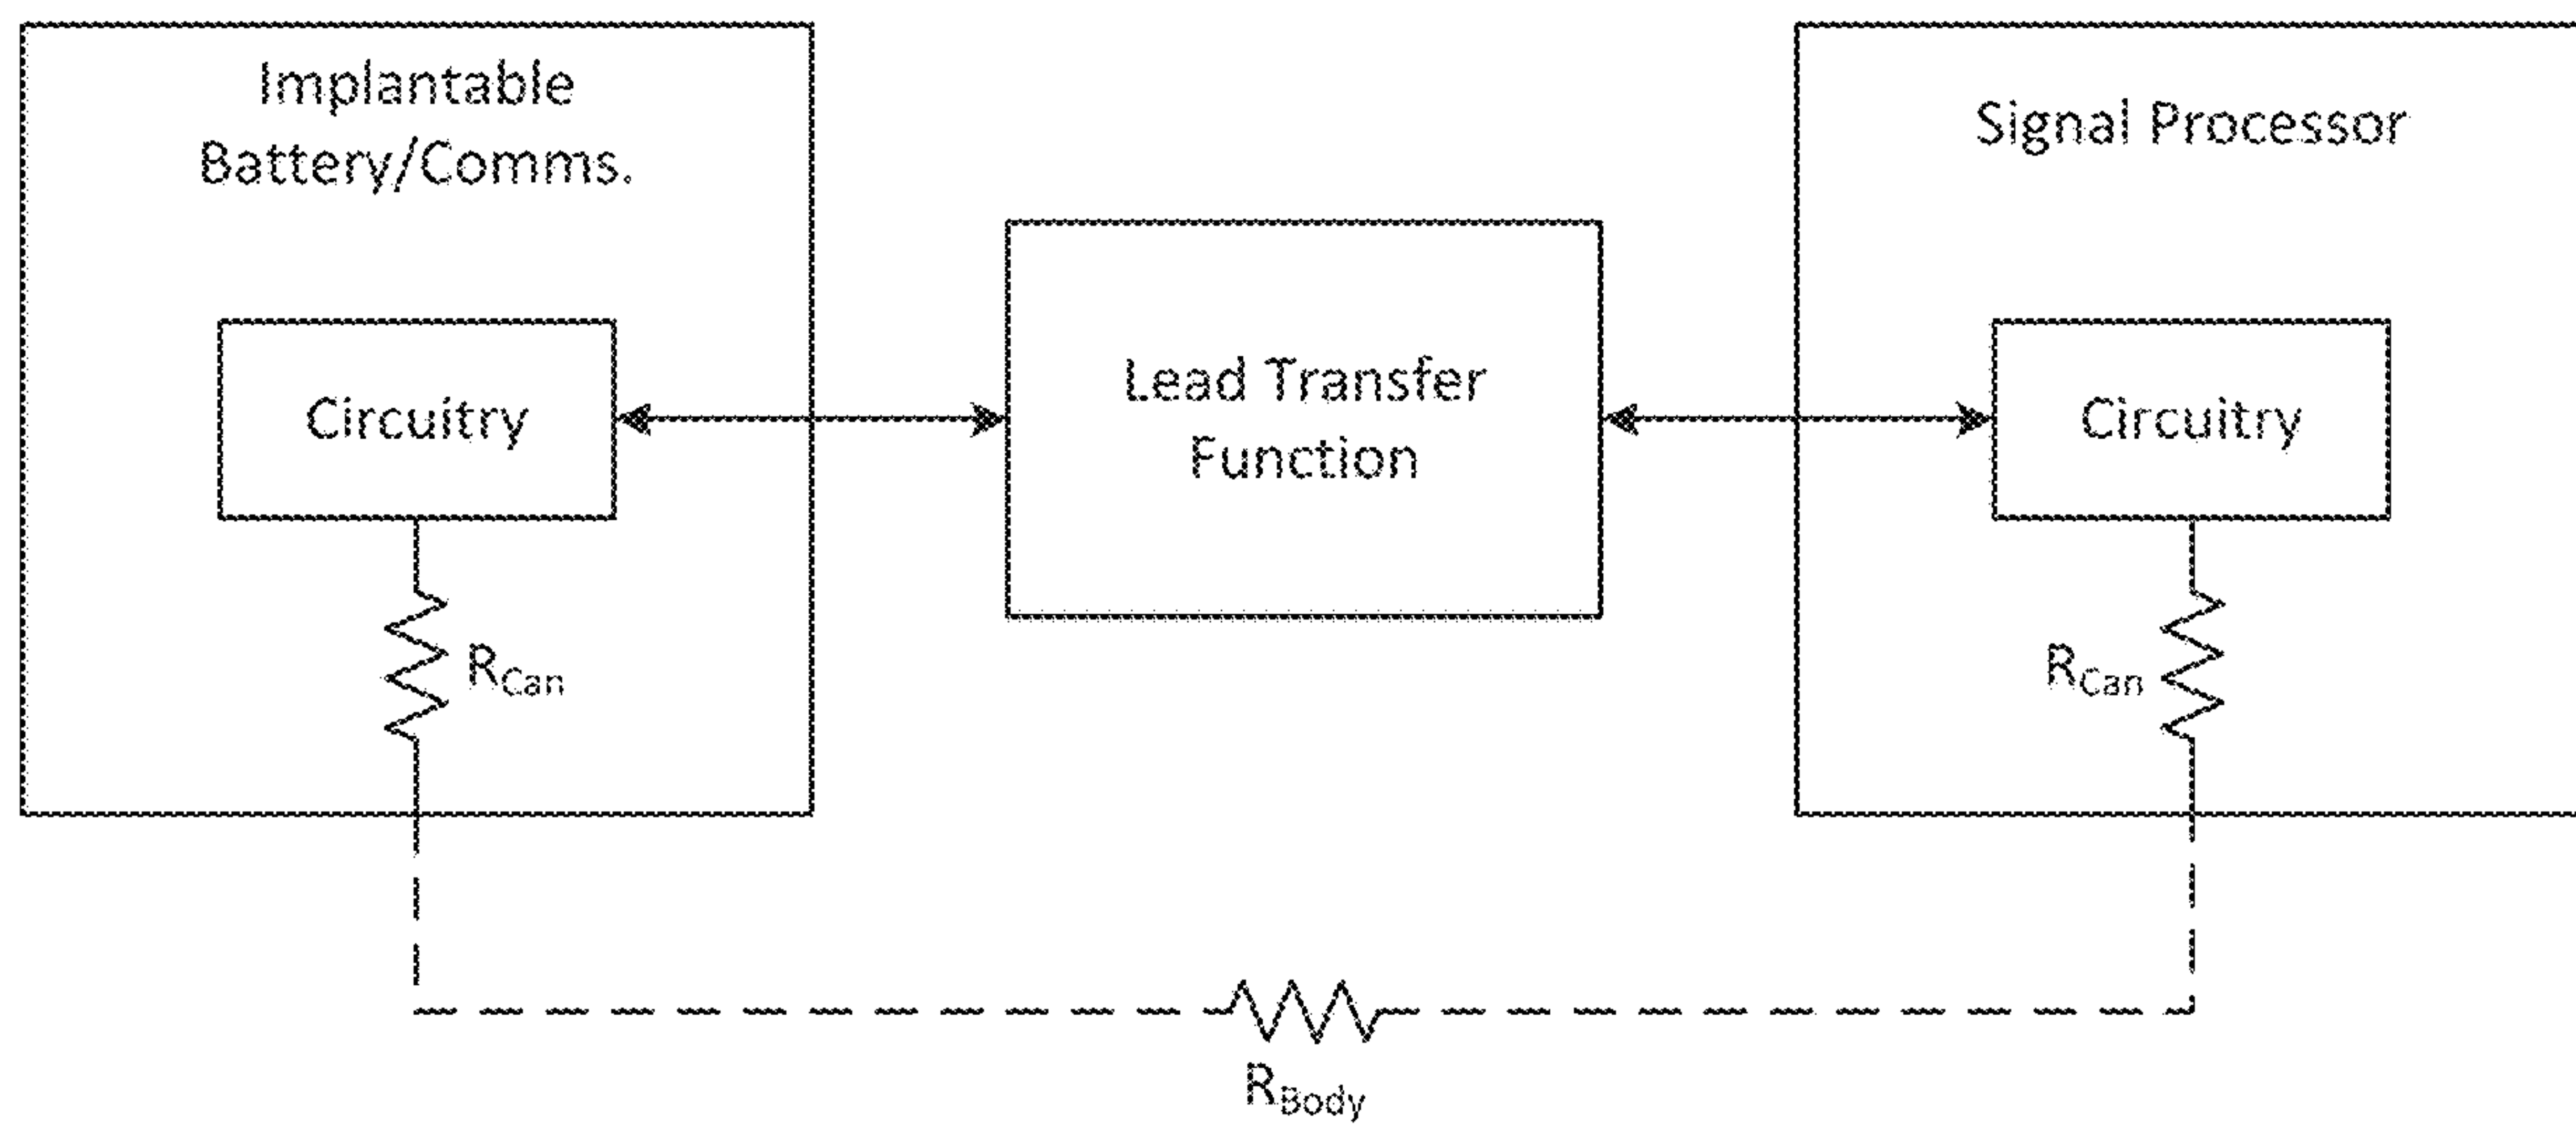 Implantable
Battery/Comms.
Signal Processor
Circuitry
Lead Transfer
Function
Circuitry
RCan
RCan
RBody